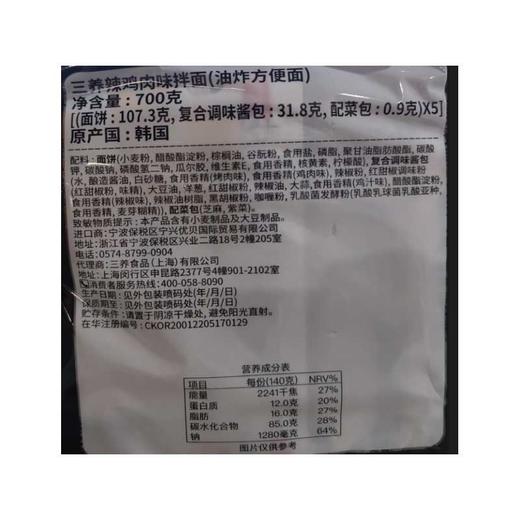 三养辣鸡肉味拌面(油炸方便面)
净含量:700克
[(面饼:107.3克, 复合调味酱包:31.8克, 配菜包:0.9克)X5]
原产国:韩国
配料:面饼(小麦粉, 醋酸酯淀粉, 棕榈油, 谷朊粉, 食用盐, 磷脂, 聚甘油脂肪酸酯, 碳酸
钾, 碳酸钠, 磷酸氢二钠, 瓜尔胶, 维生素E, 食用香精, 核黄素, 柠檬酸), 复合调味酱包
(水, 酿造酱油, 白砂糖, 食用香精(烤肉味), 食用香精(鸡肉味), 辣椒粉, 红甜椒调味粉
(红甜椒粉, 味精), 大豆油, 洋葱, 红甜椒粉, 辣椒油, 大蒜, 食用香精(鸡汁味), 醋酸酯淀粉,
食用香精(辣椒味), 辣椒油树脂, 黑胡椒粉, 咖喱粉, 乳酸菌发酵粉(乳酸乳球菌乳酸亚种,
食用香精, 麦芽糊精)), 配菜包(芝麻, 紫菜).
致敏物质提示:本产品含有小麦制品及大豆制品。
进口商:宁波保税区宁兴优贝国际贸易有限公司
地址:浙江省宁波保税区兴业二路18号2幢205室
电话:0574-8799-0904
代理商:三养食品(上海)有限公司
地址:上海闵行区申昆路2377号4幢901-2102室
消费者服务热线:400-058-8090
生产日期:见外包装喷码处(年/月/日)
保质期至:见外包装喷码处(年/月/日)
贮存条件:请置于阴凉干燥处, 避免阳光直射。
在华注册编号:CKOR20012205170129
营养成分表
项目 每份(140克) NRV%
能量 2241千焦 27%
蛋白质 12.0克 20%
脂肪 16.0克 27%
碳水化合物 85.0克 28%
钠 1280毫克 64%
图片仅供参考